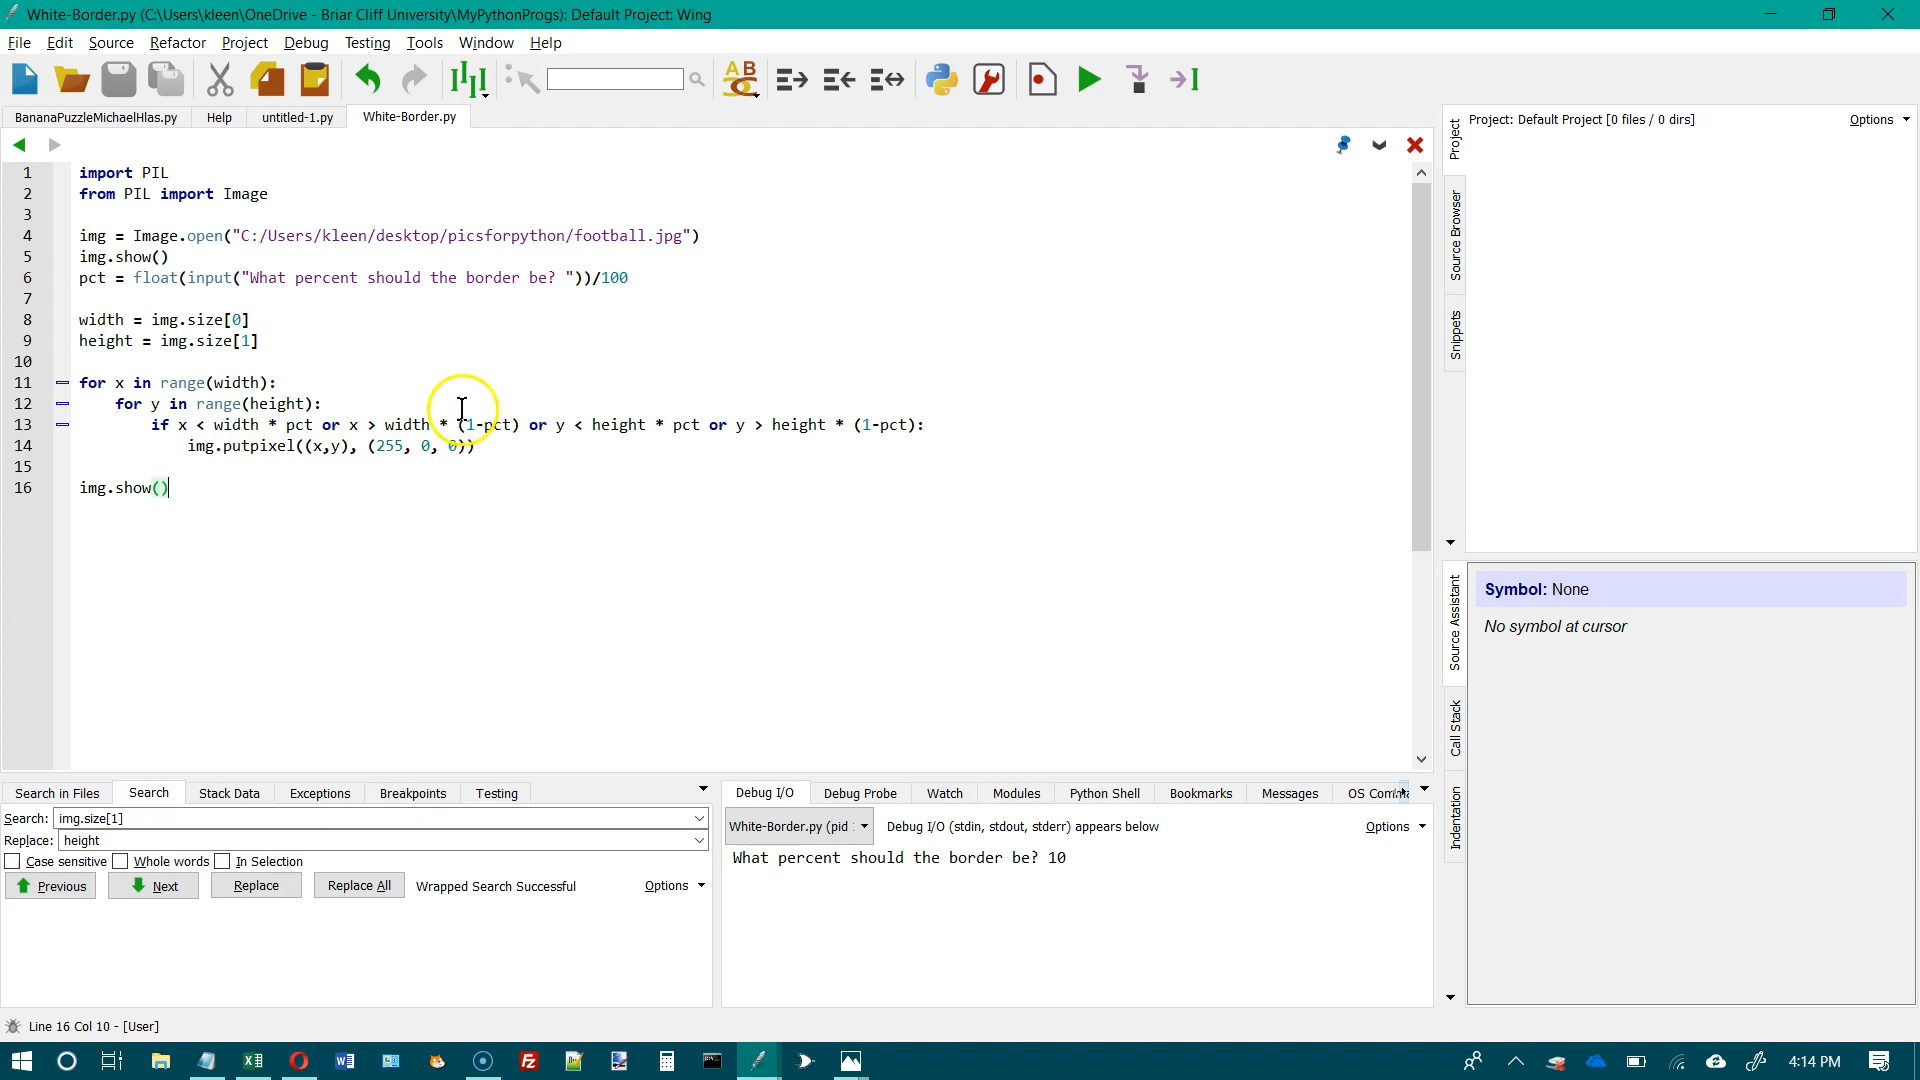 White-Border.py (C:\Users\kleen\OneDrive - Briar Cliff University\MyPythonProgs): Default Project: Wing
File Edit Source Refactor Project Debug Testing Tools Window Help
BananaPuzzleMichaelHlas.py Help untitled-1.py White-Border.py
1 import PIL
2 from PIL import Image
3
4 img = Image.open("C:/Users/kleen/desktop/picsforpython/football.jpg")
5 img.show()
6 pct = float(input("What percent should the border be? "))/100
7
8 width = img.size[0]
9 height = img.size[1]
10
11 for x in range(width):
12 for y in range(height):
13 if x < width * pct or x > width * (1-pct) or y < height * pct or y > height * (1-pct):
14 img.putpixel((x,y), (255, 0, 0))
15
16 img.show()
Project: Default Project [0 files / 0 dirs] Options
Project
Source Browser
Snippets
Symbol: None
No symbol at cursor
Source Assistant
Call Stack
Indentation
Search in Files Search Stack Data Exceptions Breakpoints Testing
Search: img.size[1]
Replace: height
Case sensitive Whole words In Selection
Previous Next Replace Replace All Wrapped Search Successful Options
Debug I/O Debug Probe Watch Modules Python Shell Bookmarks Messages OS
White-Border.py (pid Debug I/O (stdin, stdout, stderr) appears below Options
What percent should the border be? 10
Line 16 Col 10 - [User]
4:14 PM